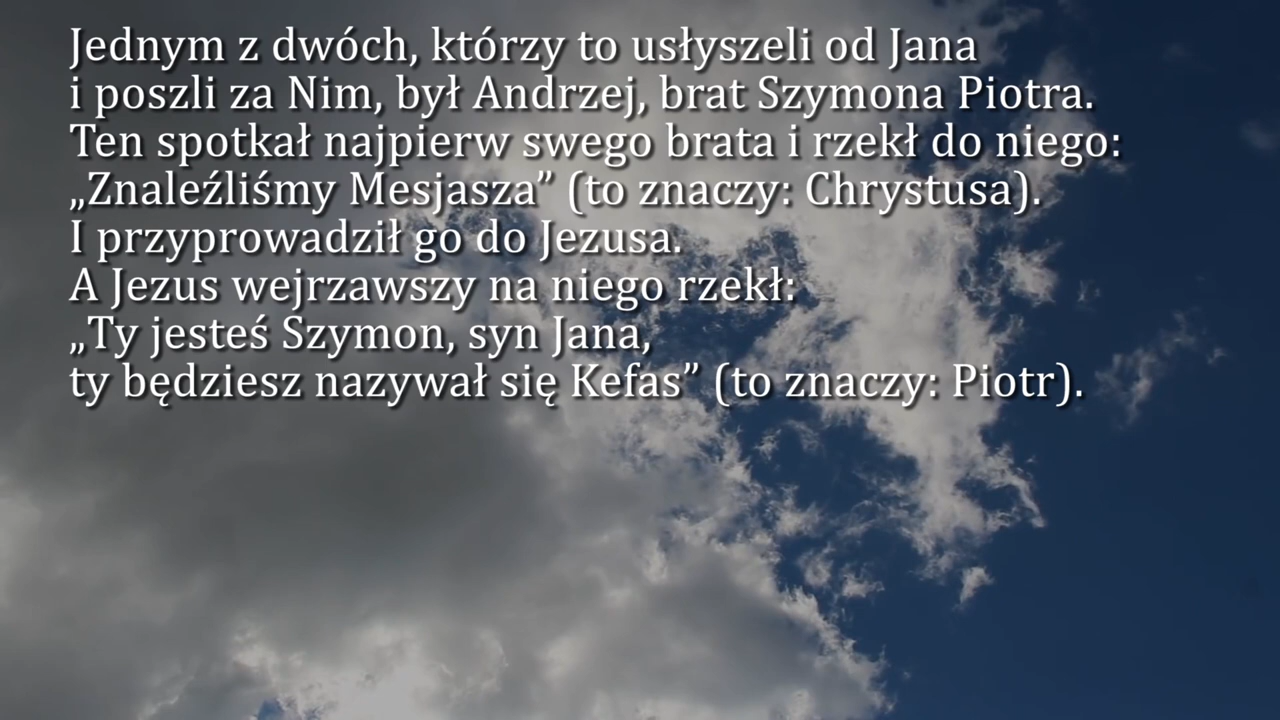 Jednym z dwóch, którzy to usłyszeli od Jana
i poszli za Nim, był Andrzej, brat Szymona Piotra.
Ten spotkał najpierw swego brata i rzekł do niego:
„Znaleźliśmy Mesjasza” (to znaczy: Chrystusa).
I przyprowadził go do Jezusa.
A Jezus wejrzawszy na niego rzekł:
„Ty jesteś Szymon, syn Jana,
ty będziesz nazywał się Kefas” (to znaczy: Piotr).